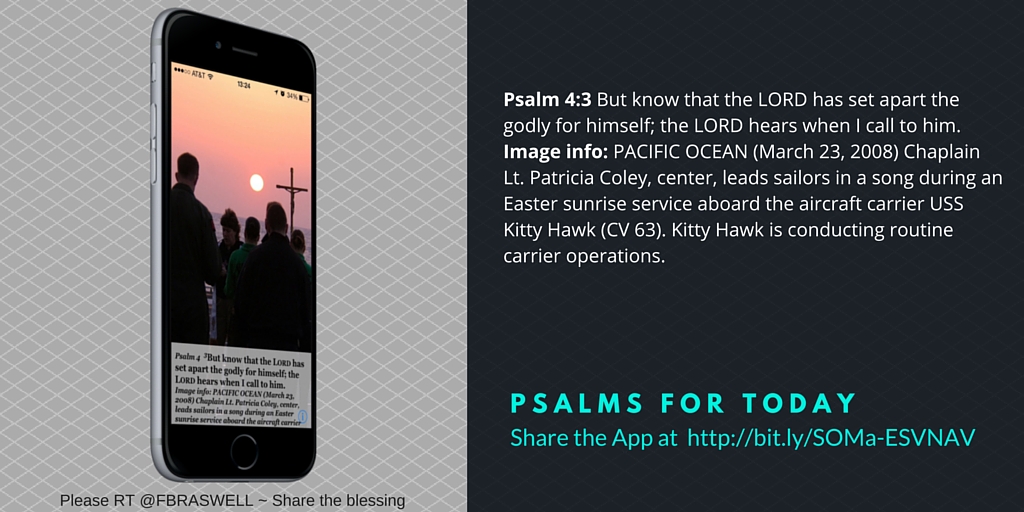 AT&T
13:24
34%
Psalm 4 ³But know that the LORD has
set apart the godly for himself; the
LORD hears when I call to him.
Image info: PACIFIC OCEAN (March 23,
2008) Chaplain Lt. Patricia Coley, center,
leads sailors in a song during an Easter
sunrise service aboard the aircraft carrier
Please RT @FBRASWELL ~ Share the blessing
Psalm 4:3 But know that the LORD has set apart the
godly for himself; the LORD hears when I call to him.
Image info: PACIFIC OCEAN (March 23, 2008) Chaplain
Lt. Patricia Coley, center, leads sailors in a song during an
Easter sunrise service aboard the aircraft carrier USS
Kitty Hawk (CV 63). Kitty Hawk is conducting routine
carrier operations.
PSALMS FOR TODAY
Share the App at http://bit.ly/SOMa-ESVNAV